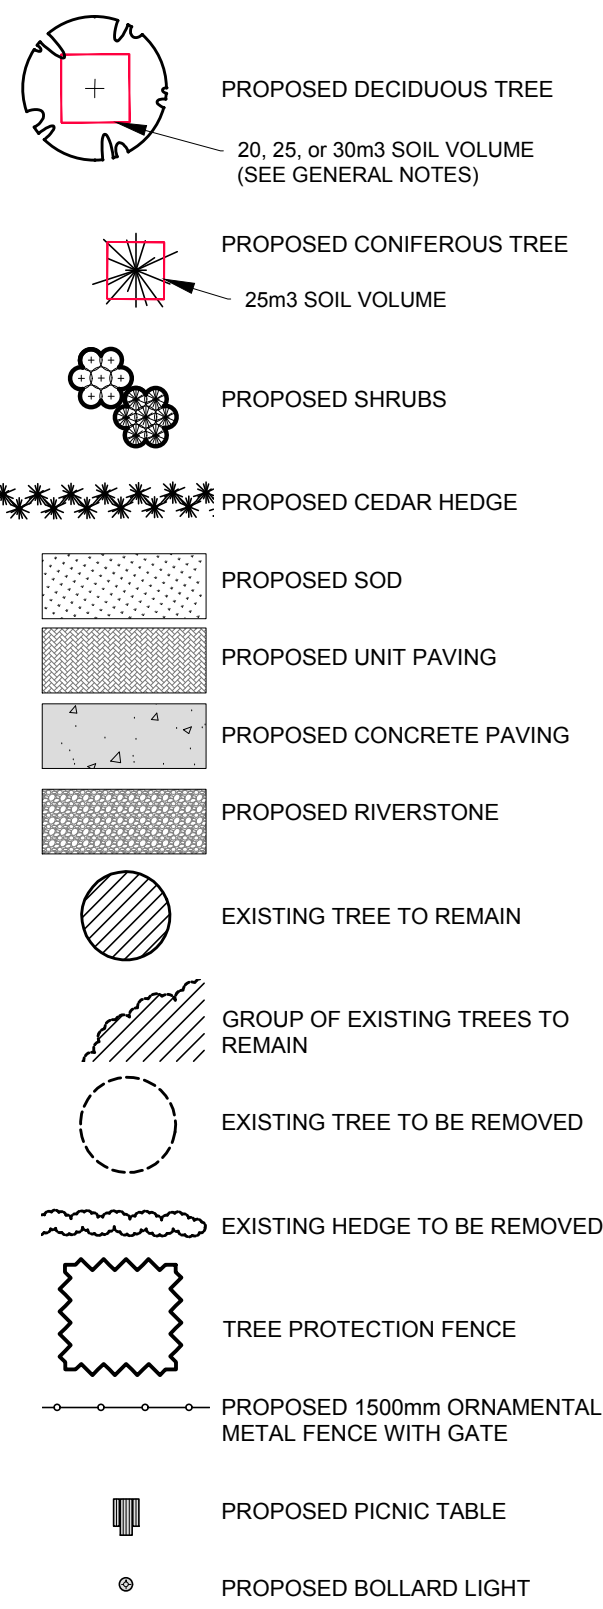 PROPOSED DECIDUOUS TREE
20, 25, or 30m3 SOIL VOLUME
(SEE GENERAL NOTES)
PROPOSED CONIFEROUS TREE
25m3 SOIL VOLUME
PROPOSED SHRUBS
PROPOSED CEDAR HEDGE
PROPOSED SOD
PROPOSED UNIT PAVING
PROPOSED CONCRETE PAVING
PROPOSED RIVERSTONE
EXISTING TREE TO REMAIN
GROUP OF EXISTING TREES TO
REMAIN
EXISTING TREE TO BE REMOVED
EXISTING HEDGE TO BE REMOVED
TREE PROTECTION FENCE
PROPOSED 1500mm ORNAMENTAL
METAL FENCE WITH GATE
PROPOSED PICNIC TABLE
PROPOSED BOLLARD LIGHT